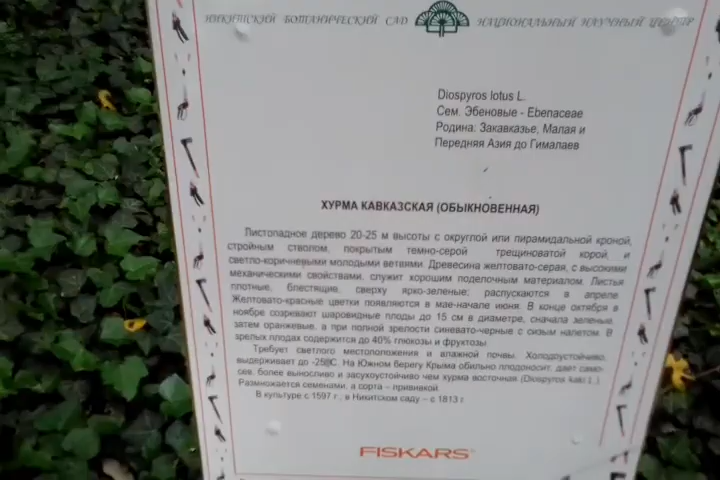 НИКИТСКИЙ БОТАНИЧЕСКИЙ САД НАЦИОНАЛЬНЫЙ НАУЧНЫЙ ЦЕНТР
Diospyros lotus L.
Сем. Эбеновые - Ebenaceae
Родина. Закавказье, Малая и
Передняя Азия до Гималаев
ХУРМА КАВКАЗСКАЯ (ОБЫКНОВЕННАЯ)
Листопадное дерево 20-25 м высоты с округлой или пирамидальной кроной,
стройным стволом, покрытым темно-серой трещиноватой корой, и
светло-коричневыми молодыми ветвями. Древесина желтовато-серая, с высокими
механическими свойствами, служит хорошим поделочным материалом. Листья
плотные, блестящие, сверху ярко-зеленые; распускаются в апреле.
Желтовато-красные цветки появляются в мае-начале июня. В конце октября в
ноябре созревают шаровидные плоды до 15 см в диаметре, сначала зеленые,
затем оранжевые, а при полной зрелости синевато-черные с сизым налетом. В
зрелых плодах содержится до 40% глюкозы и фруктозы
Требует светлого местоположения и влажной почвы. Холодоустойчиво,
выдерживает до -25°С. На Южном берегу Крыма обильно плодоносит, дает само-
сев, более выносливо и засухоустойчиво чем хурма восточная (Diospyros kaki L.).
Размножается семенами, а сорта – прививкой.
В культуре с 1597 г., в Никитском саду – с 1813 г.
FISKARS